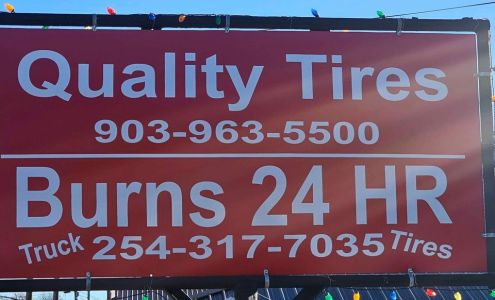 Quality Tires
903-963-5500
Burns 24 HR
Truck 254-317-7035 Tires